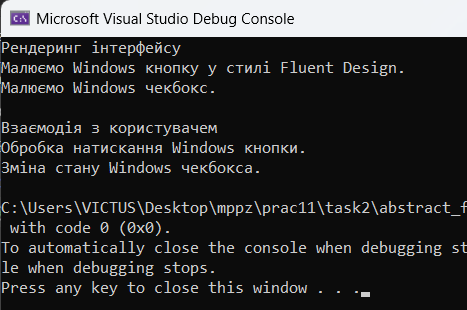 Microsoft Visual Studio Debug Console
Рендеринг інтерфейсу
Малюємо Windows кнопку у стилі Fluent Design.
Малюємо Windows чекбокс.
Взаємодія з користувачем
Обробка натискання Windows кнопки.
Зміна стану Windows чекбокса.
C:\Users\VICTUS\Desktop\mppz\prac11\task2\abstract_f
with code 0 (0x0).
To automatically close the console when debugging st
le when debugging stops.
Press any key to close this window . . .